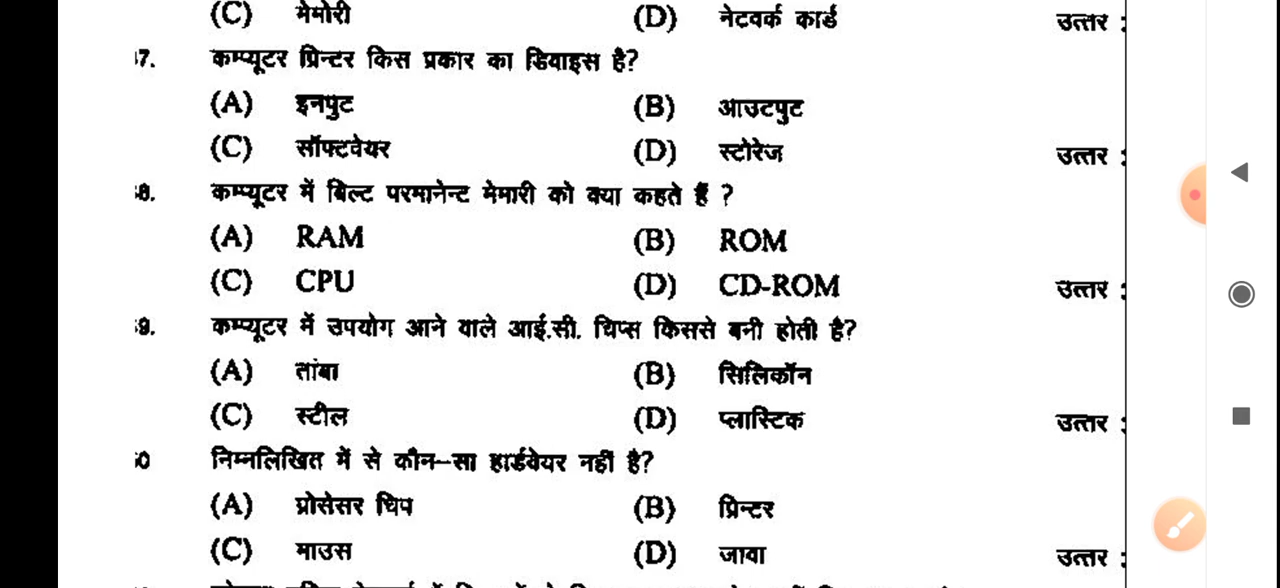 (C) मेमोरी (D) नेटवर्क कार्ड उत्तर :
7. कम्प्यूटर प्रिन्टर किस प्रकार का डिवाइस है?
(A) इनपुट (B) आउटपुट
(C) सॉफ्टवेयर (D) स्टोरेज उत्तर :
8. कम्प्यूटर में बिल्ट परमानेन्ट मेमारी को क्या कहते हैं ?
(A) RAM (B) ROM
(C) CPU (D) CD-ROM उत्तर :
9. कम्प्यूटर में उपयोग आने वाले आई.सी. चिप्स किससे बनी होती है?
(A) तांबा (B) सिलिकॉन
(C) स्टील (D) प्लास्टिक उत्तर :
0 निम्नलिखित में से कौन–सा हार्डवेयर नहीं है?
(A) प्रोसेसर चिप (B) प्रिन्टर
(C) माउस (D) जावा उत्तर :